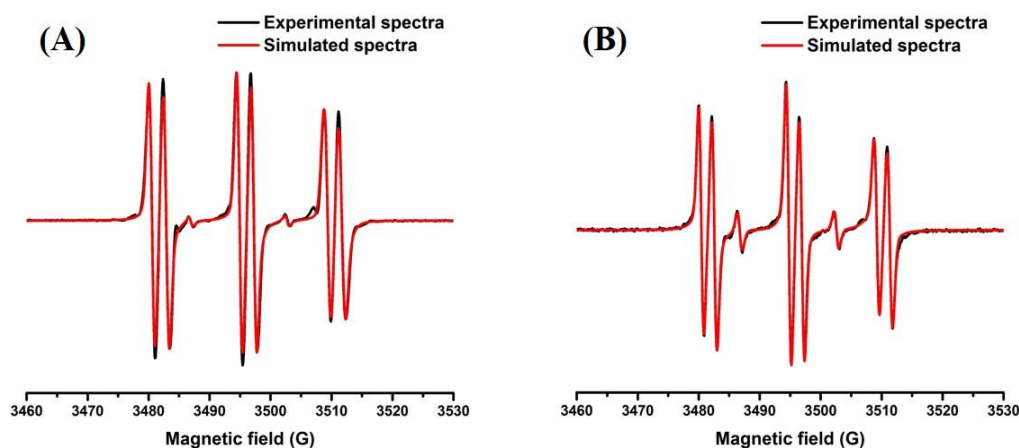 (A)
Experimental spectra
Simulated spectra
3460 3470 3480 3490 3500 3510 3520 3530
Magnetic field (G)
(B)
Experimental spectra
Simulated spectra
3460 3470 3480 3490 3500 3510 3520 3530
Magnetic field (G)